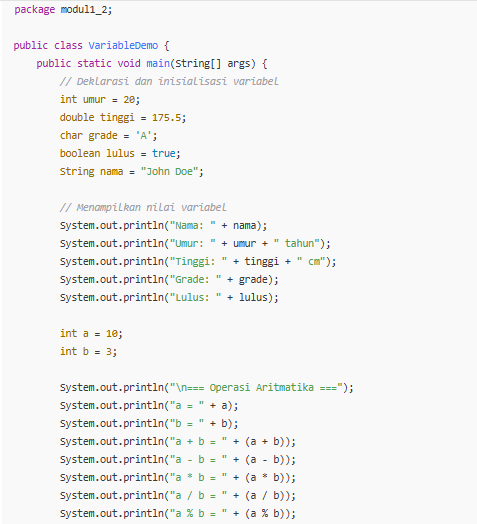 package modul1_2;

public class VariableDemo {
    public static void main(String[] args) {
        // Deklarasi dan inisialisasi variabel
        int umur = 20;
        double tinggi = 175.5;
        char grade = 'A';
        boolean lulus = true;
        String nama = "John Doe";

        // Menampilkan nilai variabel
        System.out.println("Nama: " + nama);
        System.out.println("Umur: " + umur + " tahun");
        System.out.println("Tinggi: " + tinggi + " cm");
        System.out.println("Grade: " + grade);
        System.out.println("Lulus: " + lulus);

        int a = 10;
        int b = 3;

        System.out.println("\n=== Operasi Aritmatika ===");
        System.out.println("a = " + a);
        System.out.println("b = " + b);
        System.out.println("a + b = " + (a + b));
        System.out.println("a - b = " + (a - b));
        System.out.println("a * b = " + (a * b));
        System.out.println("a / b = " + (a / b));
        System.out.println("a % b = " + (a % b));